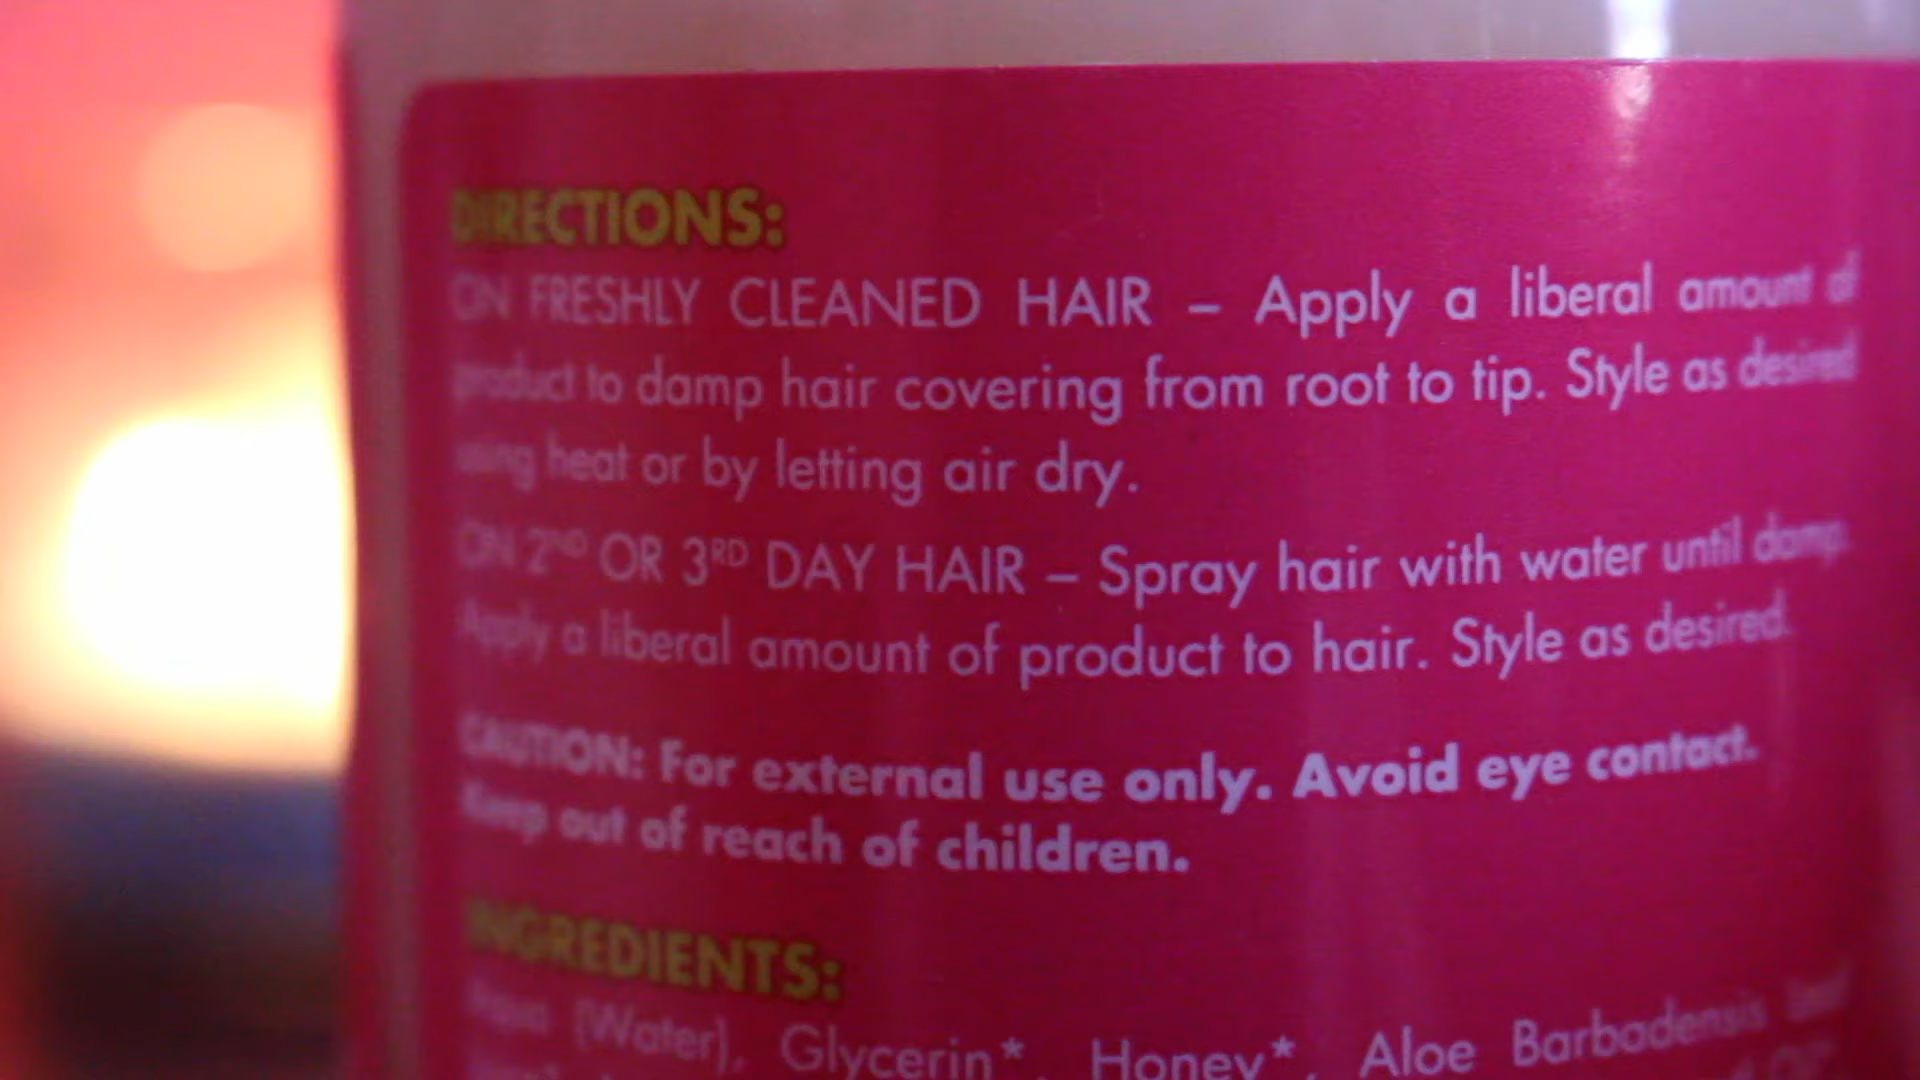 DIRECTIONS:
ON FRESHLY CLEANED HAIR – Apply a liberal amount of
product to damp hair covering from root to tip. Style as desired
using heat or by letting air dry.
ON 2ND OR 3RD DAY HAIR – Spray hair with water until damp.
Apply a liberal amount of product to hair. Style as desired.
CAUTION: For external use only. Avoid eye contact.
Keep out of reach of children.
INGREDIENTS:
Aqua (Water), Glycerin*, Honey*, Aloe Barbadensis Leaf